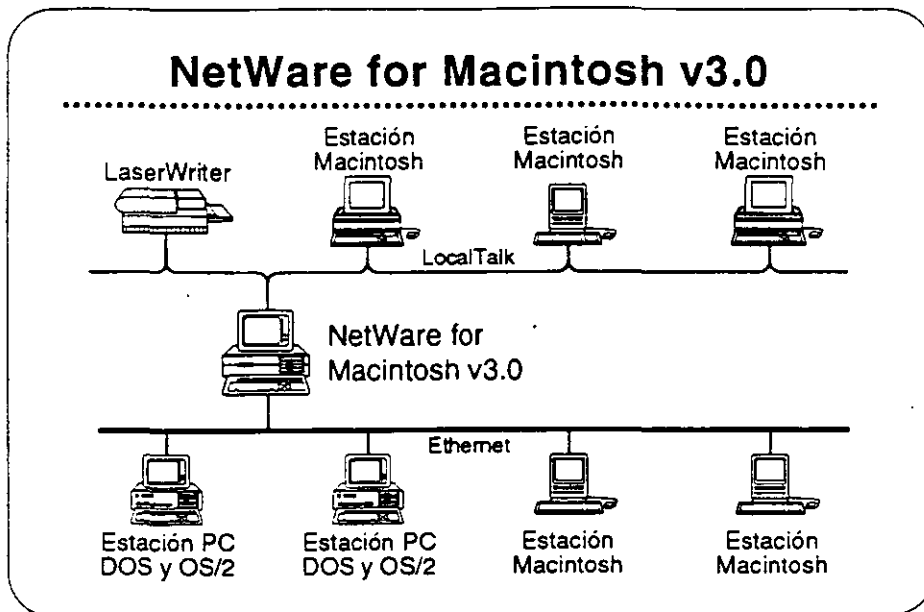 NetWare for Macintosh v3.0
LaserWriter
Estación
Macintosh
Estación
Macintosh
Estación
Macintosh
LocalTalk
NetWare for
Macintosh v3.0
Ethernet
Estación PC
DOS y OS/2
Estación PC
DOS y OS/2
Estación
Macintosh
Estación
Macintosh